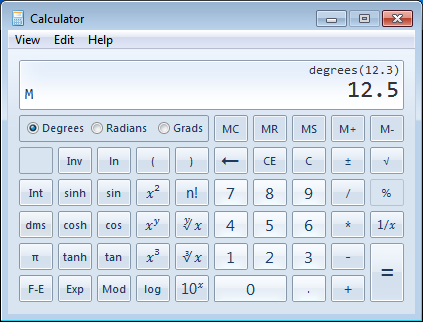 Calculator
View Edit Help
degrees(12.3)
M 12.5
Degrees Radians Grads MC MR MS M+ M-
Inv ln ( ) ← CE C ± √
Int sinh sin x² n! 7 8 9 / %
dms cosh cos xʸ ʸ√x 4 5 6 * 1/x
π tanh tan x³ ³√x 1 2 3 - =
F-E Exp Mod log 10ˣ 0 . +